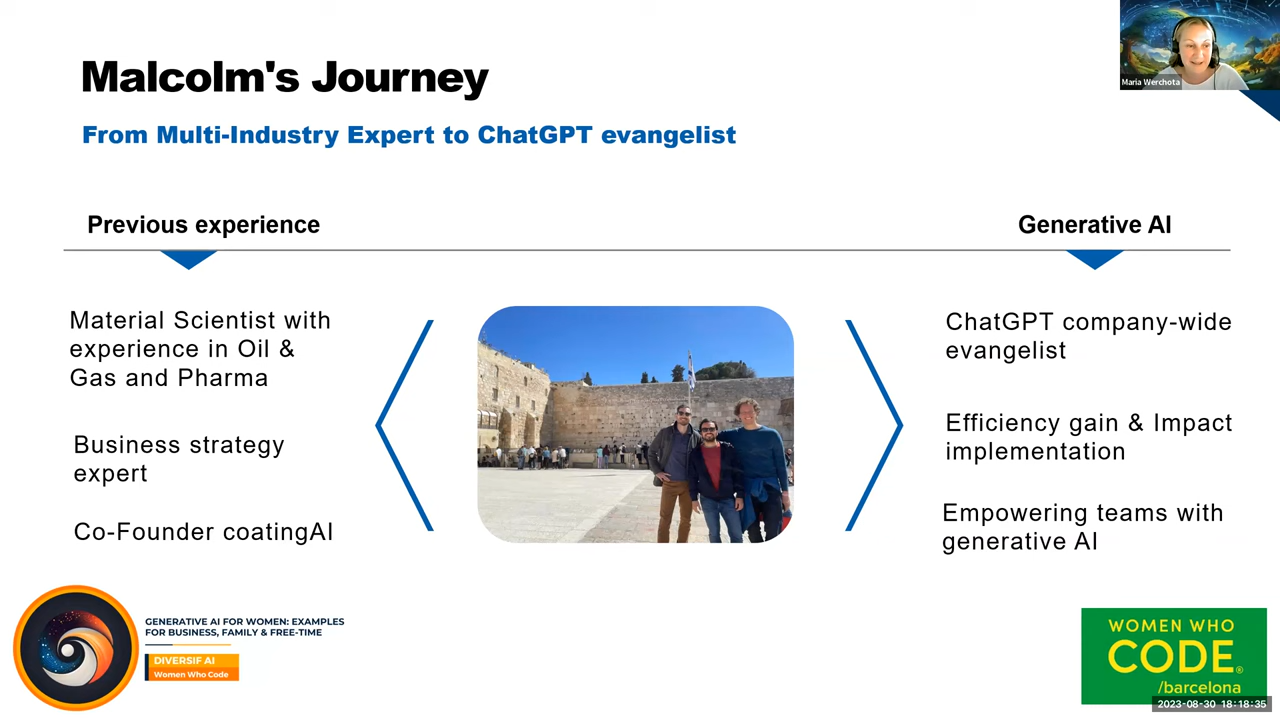 Malcolm's Journey
Maria Werchota
From Multi-Industry Expert to ChatGPT evangelist
Previous experience
Generative AI
Material Scientist with
experience in Oil &
Gas and Pharma
Business strategy
expert
Co-Founder coatingAI
ChatGPT company-wide
evangelist
Efficiency gain & Impact
implementation
Empowering teams with
generative AI
GENERATIVE AI FOR WOMEN: EXAMPLES
FOR BUSINESS, FAMILY & FREE-TIME
DIVERSIF AI
Women Who Code
WOMEN WHO
CODE®
/barcelona
2023-08-30 18:18:35